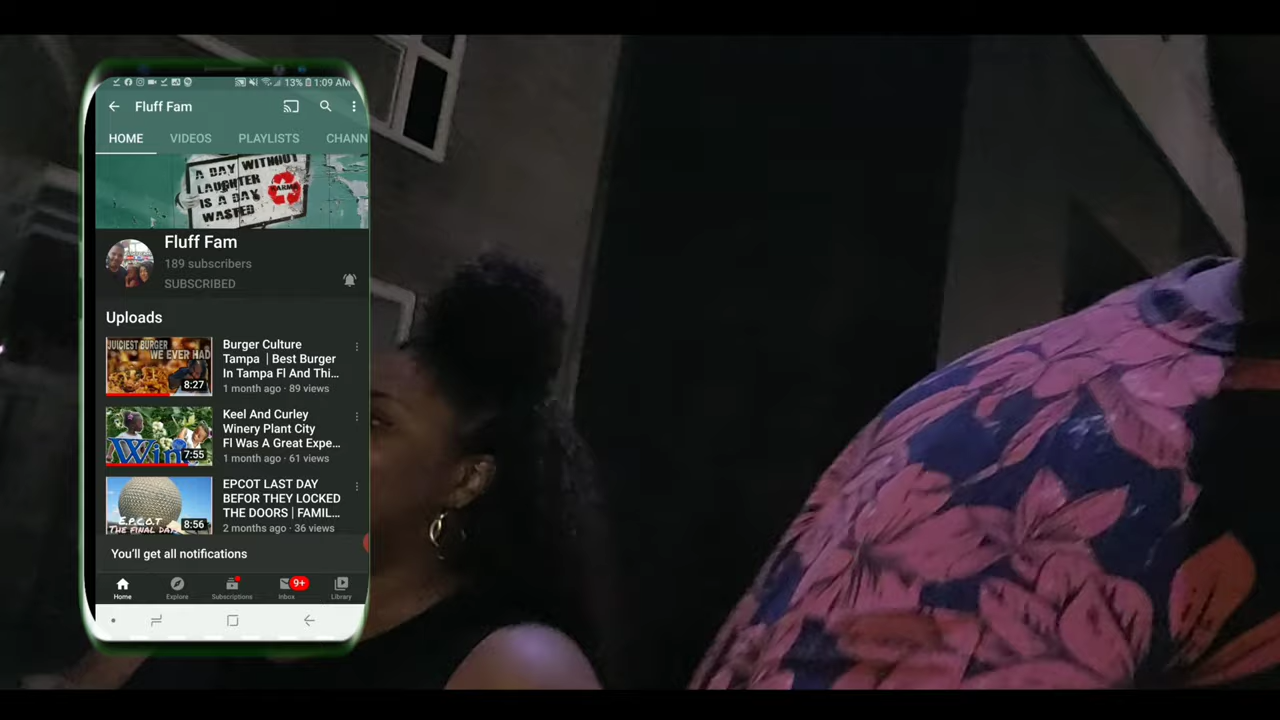 13% 1:09 AM
Fluff Fam
HOME VIDEOS PLAYLISTS CHANN
A DAY WITHOUT
LAUGHTER
IS A DAY
WASTED
KARMA
Fluff Fam
189 subscribers
SUBSCRIBED
Uploads
JUICIEST BURGER
WE EVER HAD
8:27
Burger Culture
Tampa | Best Burger
In Tampa Fl And Thi...
1 month ago · 89 views
Win
7:55
Keel And Curley
Winery Plant City
Fl Was A Great Expe...
1 month ago · 61 views
E.P.C.O.T
THE FINAL DAY
8:56
EPCOT LAST DAY
BEFOR THEY LOCKED
THE DOORS | FAMIL...
2 months ago · 36 views
You'll get all notifications
9+
Home Explore Subscriptions Inbox Library